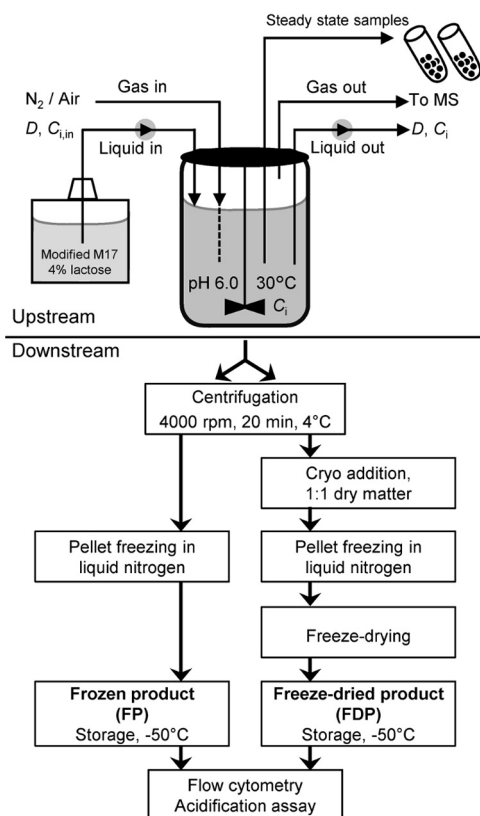 Steady state samples
Gas in
Gas out
N₂ / Air
To MS
D, Ci,in
D, Ci
Liquid in
Liquid out
Modified M17
4% lactose
pH 6.0
30°C
Ci
Upstream
Downstream
Centrifugation
4000 rpm, 20 min, 4°C
Cryo addition,
1:1 dry matter
Pellet freezing in
liquid nitrogen
Pellet freezing in
liquid nitrogen
Freeze-drying
Frozen product
(FP)
Storage, -50°C
Freeze-dried product
(FDP)
Storage, -50°C
Flow cytometry
Acidification assay